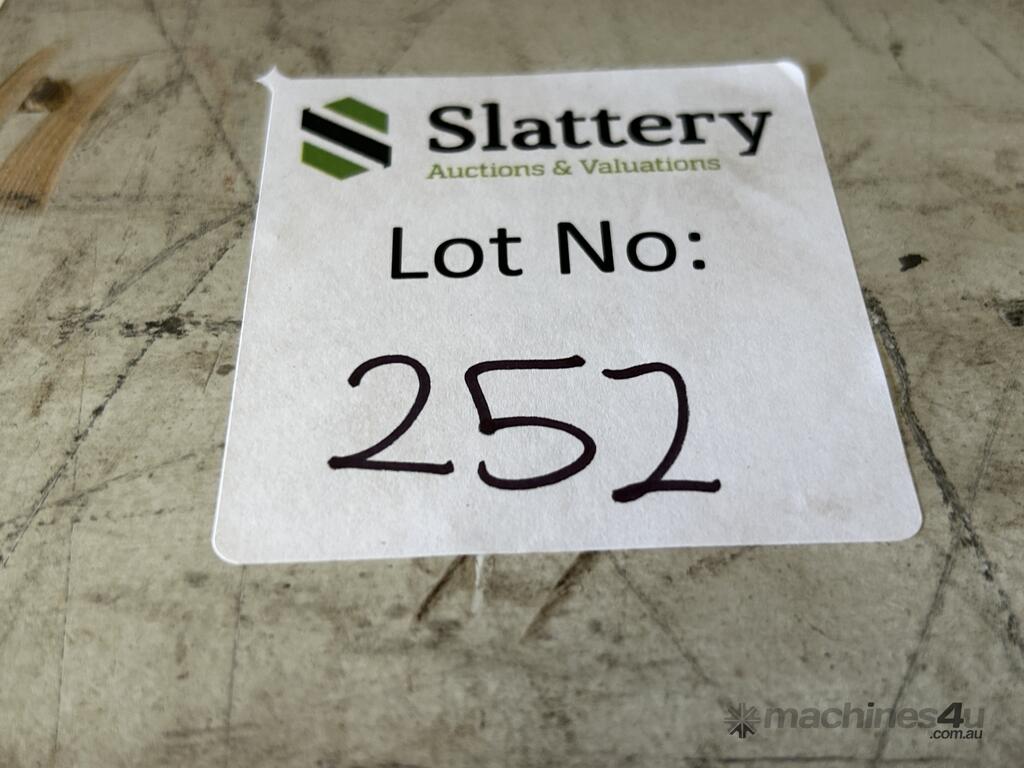 Slattery
Auctions & Valuations
Lot No:
252
machines4u
.com.au